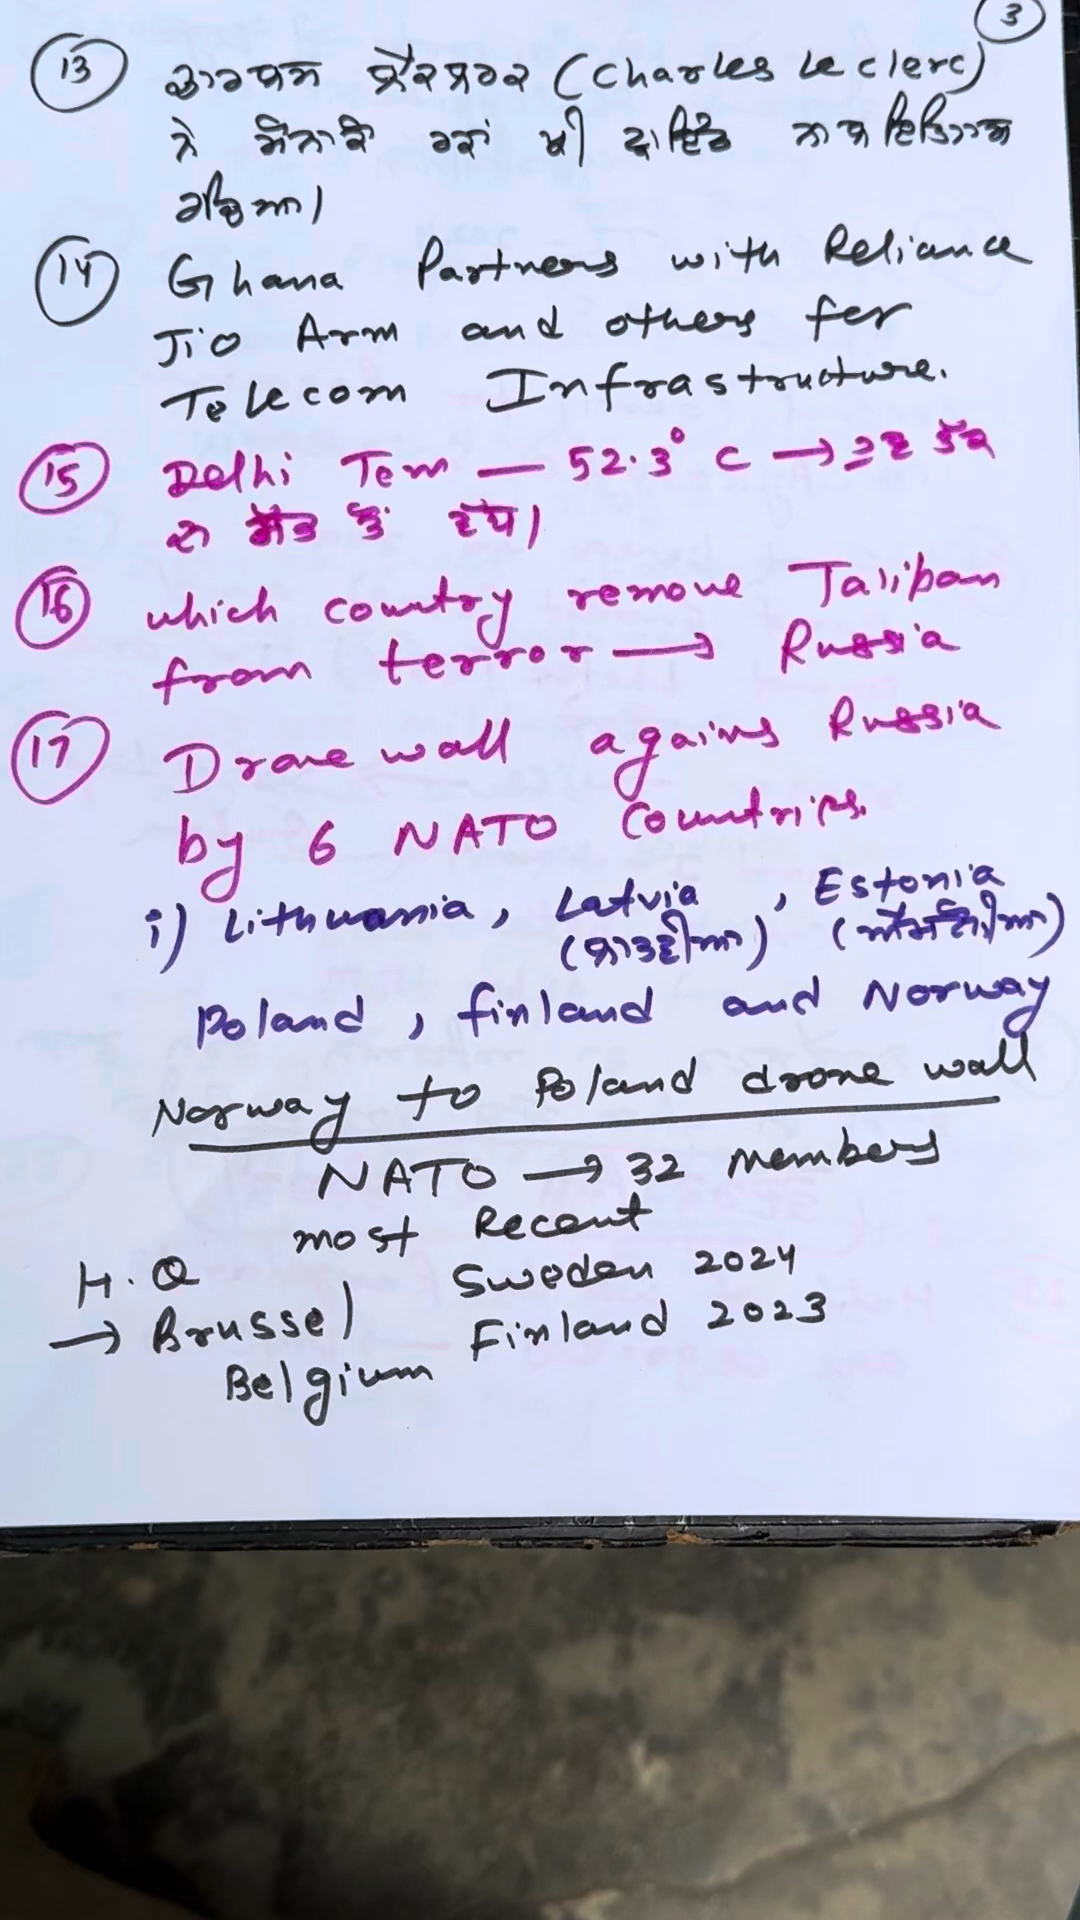 3
13 ਚਾਰਲਸ ਲੈਕਲਰਕ (Charles Le clerc)
ਨੇ ਮੋਨਾਕੋ
ਰਚਿਆ।
14 Ghana Partners with Reliance
Jio Arm and others for
Telecom Infrastructure.
15 Delhi Tem — 52.3° C → ਤੱਕ
ਦਾ ਸਭ ਤੋਂ ਵੱਧ।
16 which country remove Taliban
from terror → Russia
17 Drone wall agains Russia
by 6 NATO Countries.
i) Lithuania, Latvia , Estonia
(ਲਾਤਵੀਆ) (ਐਸਟੋਨੀਆ)
Poland , finland and Norway
Norway to Poland drone wall
NATO → 32 members
most Recent
H.Q Sweden 2024
→ Brussel Finland 2023
Belgium